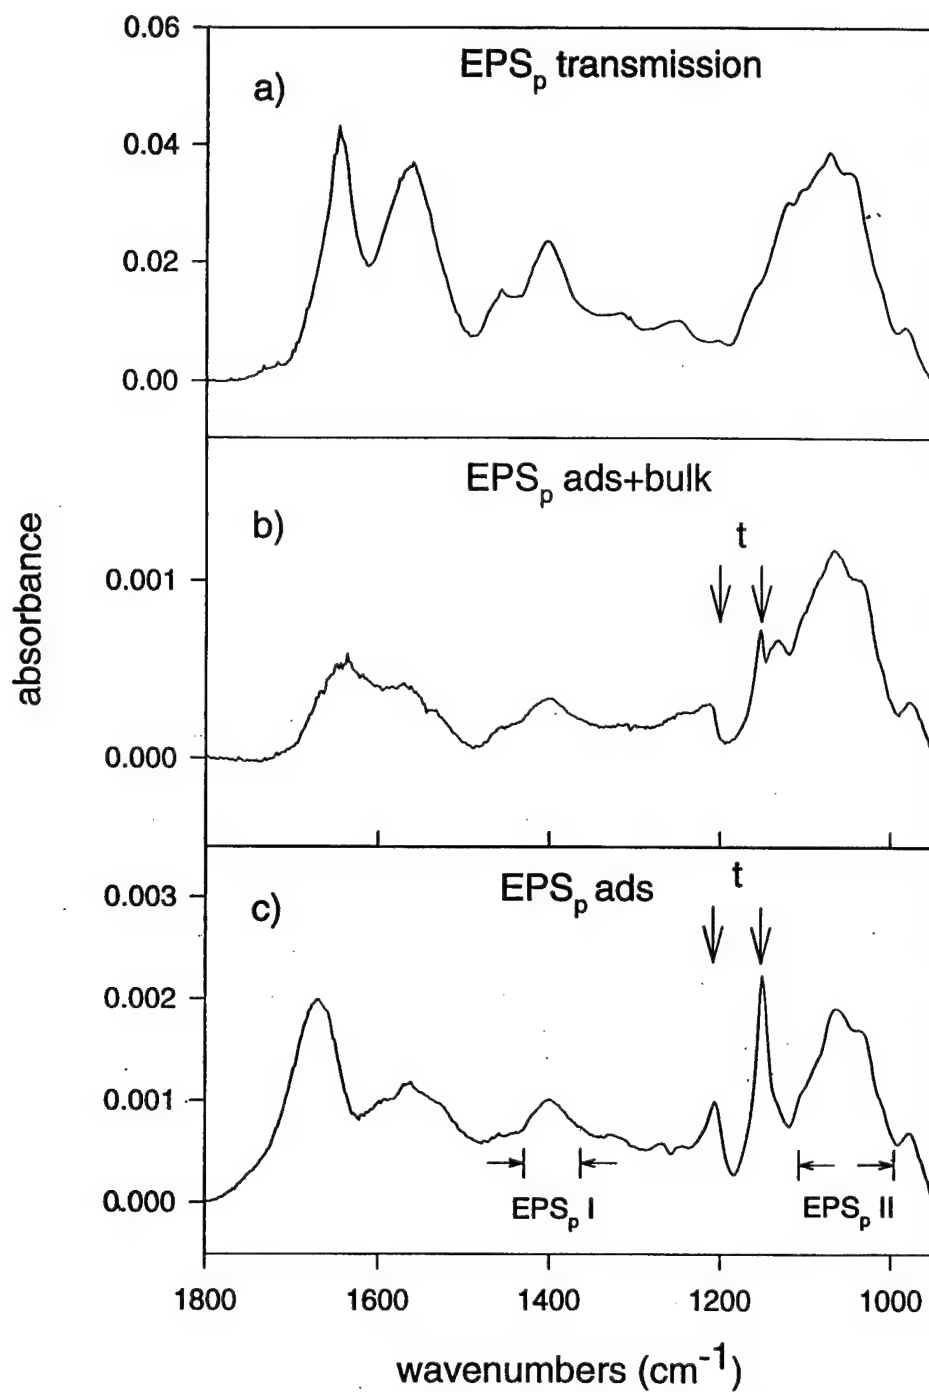 0.06
EPSp transmission
a)
0.04
0.02
0.00
EPSp ads+bulk
b)
t
0.001
0.000
absorbance
EPSp ads
t
c)
0.003
0.002
0.001
0.000
EPSp I
EPSp II
1800 1600 1400 1200 1000
wavenumbers (cm-1)